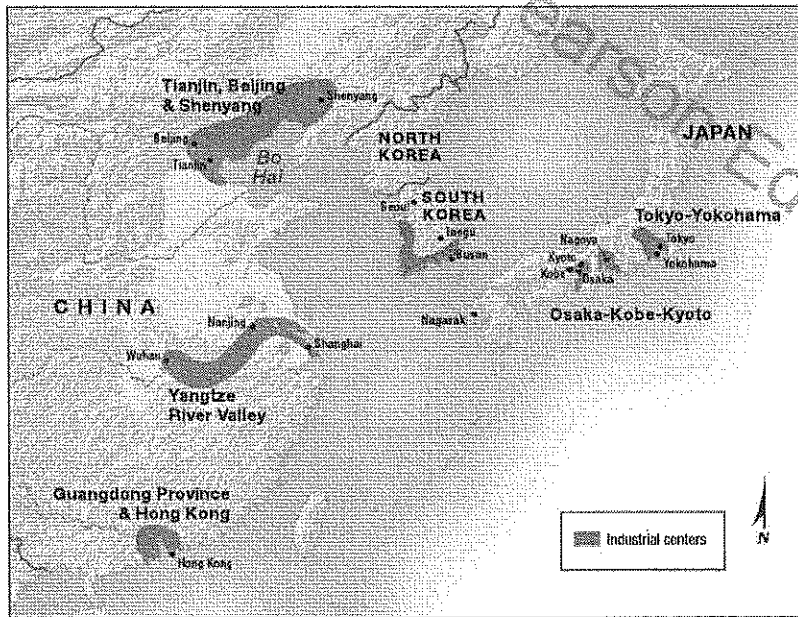 Tianjin, Beijing
& Shenyang
Shenyang
Beijing
Tianjin
Bo
Hai
NORTH
KOREA
JAPAN
Seoul
SOUTH
KOREA
Taegu
Busan
Tokyo-Yokohama
Nagoya
Tokyo
Kyoto
Yokohama
Kobe
Osaka
CHINA
Nanjing
Nagasak
Osaka-Kobe-Kyoto
Shanghai
Wuhan
Yangtze
River Valley
Guangdong Province
& Hong Kong
Hong Kong
Industrial centers
N